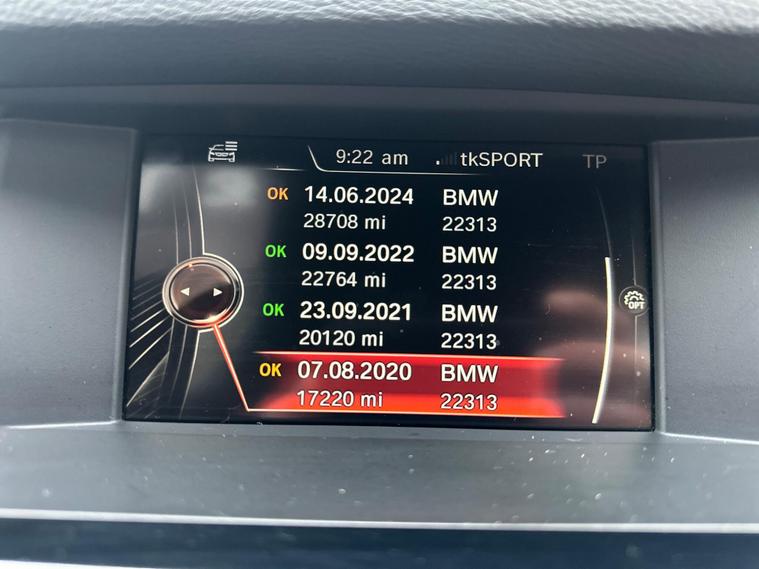 9:22 am tkSPORT TP
OK 14.06.2024 BMW
28708 mi 22313
OK 09.09.2022 BMW
22764 mi 22313
OK 23.09.2021 BMW
20120 mi 22313
OK 07.08.2020 BMW
17220 mi 22313
OPT